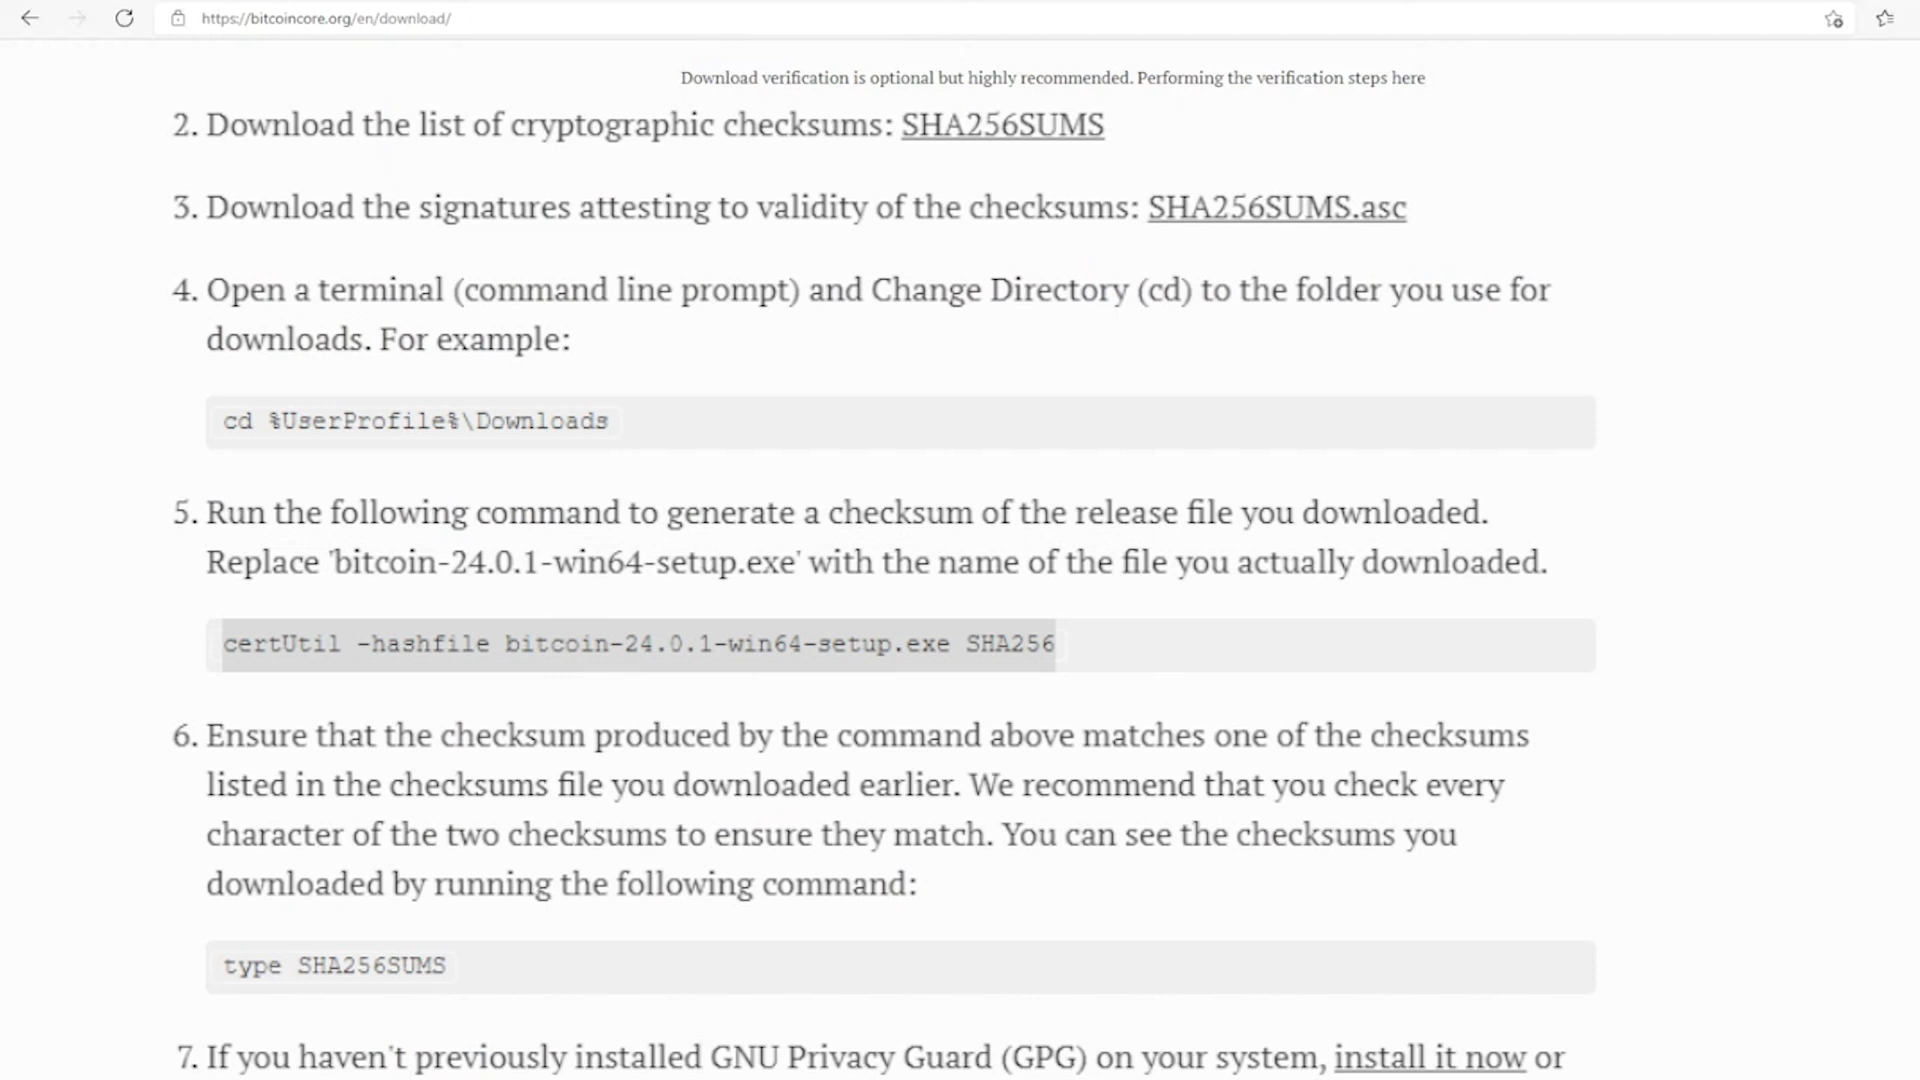 https://bitcoincore.org/en/download/
Download verification is optional but highly recommended. Performing the verification steps here
2. Download the list of cryptographic checksums: SHA256SUMS
3. Download the signatures attesting to validity of the checksums: SHA256SUMS.asc
4. Open a terminal (command line prompt) and Change Directory (cd) to the folder you use for
downloads. For example:
cd %UserProfile%\Downloads
5. Run the following command to generate a checksum of the release file you downloaded.
Replace 'bitcoin-24.0.1-win64-setup.exe' with the name of the file you actually downloaded.
certUtil -hashfile bitcoin-24.0.1-win64-setup.exe SHA256
6. Ensure that the checksum produced by the command above matches one of the checksums
listed in the checksums file you downloaded earlier. We recommend that you check every
character of the two checksums to ensure they match. You can see the checksums you
downloaded by running the following command:
type SHA256SUMS
7. If you haven't previously installed GNU Privacy Guard (GPG) on your system, install it now or